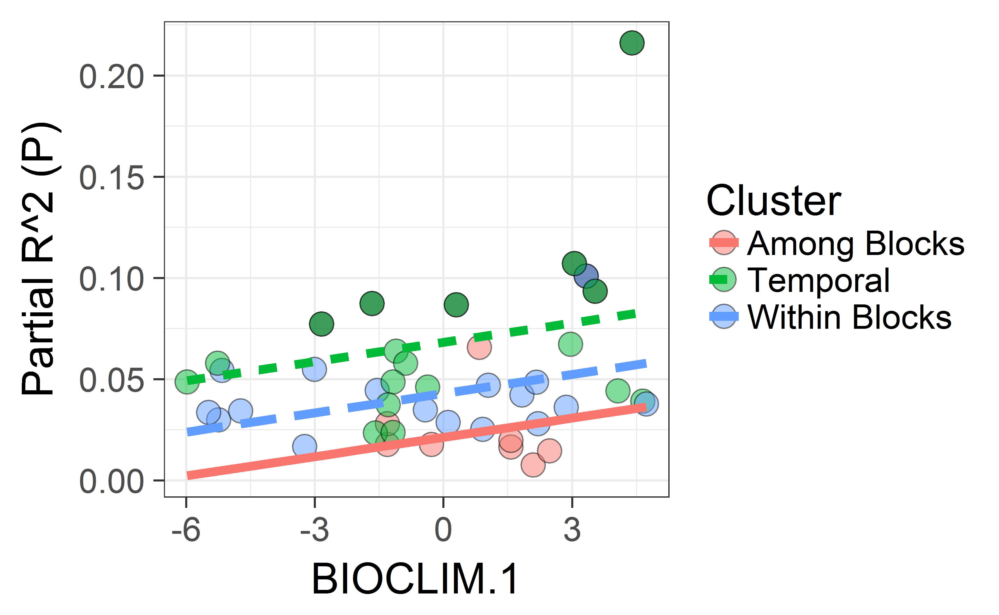 Partial R^2 (P)
0.20
0.15
0.10
0.05
0.00
-6
-3
0
3
BIOCLIM.1
Cluster
Among Blocks
Temporal
Within Blocks